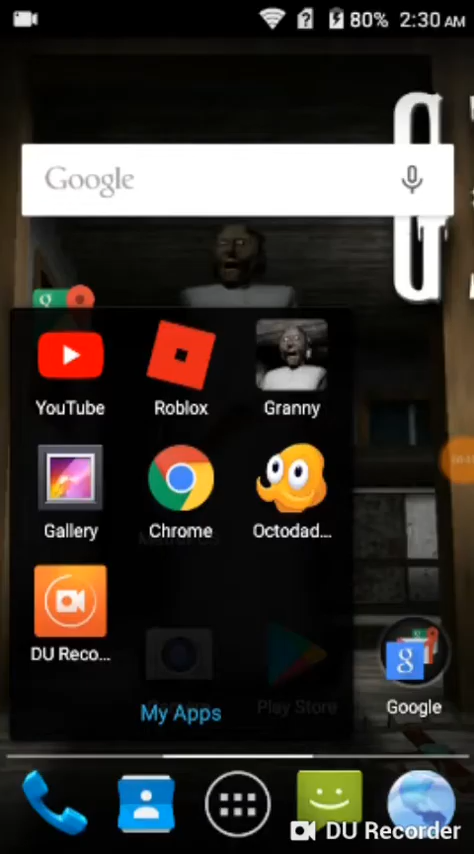 80% 2:30 AM
G
Google
YouTube Roblox Granny
Gallery Chrome Octodad...
DU Reco...
Play Store
Google
My Apps
DU Recorder